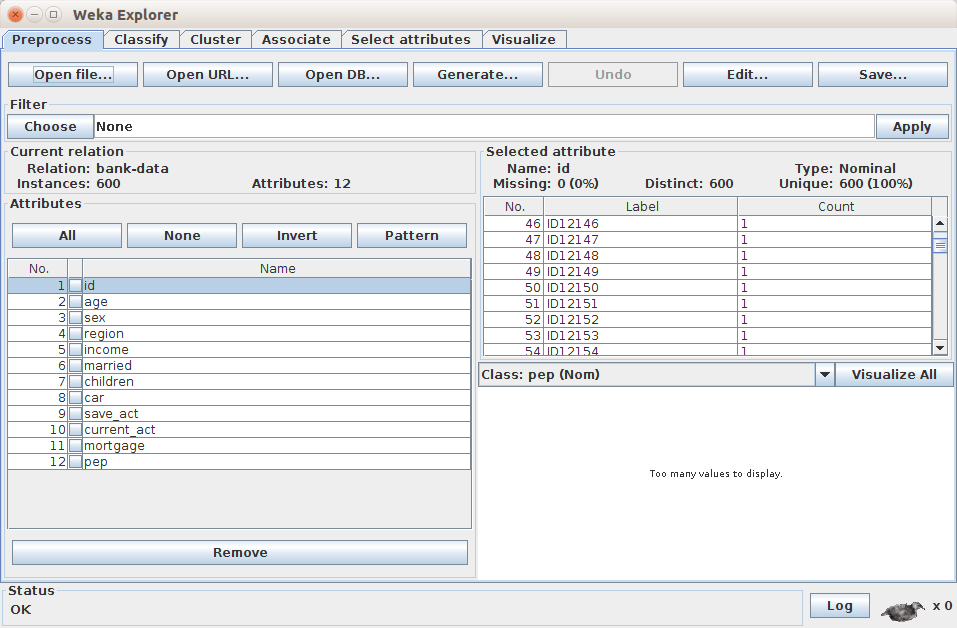 Weka Explorer
Preprocess Classify Cluster Associate Select attributes Visualize
Open file... Open URL... Open DB... Generate... Undo Edit... Save...
Filter
Choose None Apply
Current relation
Relation: bank-data
Instances: 600 Attributes: 12
Attributes
All None Invert Pattern
No. Name
1 id
2 age
3 sex
4 region
5 income
6 married
7 children
8 car
9 save_act
10 current_act
11 mortgage
12 pep
Remove
Selected attribute
Name: id Type: Nominal
Missing: 0 (0%) Distinct: 600 Unique: 600 (100%)
No. Label Count
46 ID12146 1
47 ID12147 1
48 ID12148 1
49 ID12149 1
50 ID12150 1
51 ID12151 1
52 ID12152 1
53 ID12153 1
54 ID12154 1
Class: pep (Nom) Visualize All
Too many values to display.
Status
OK
Log x 0